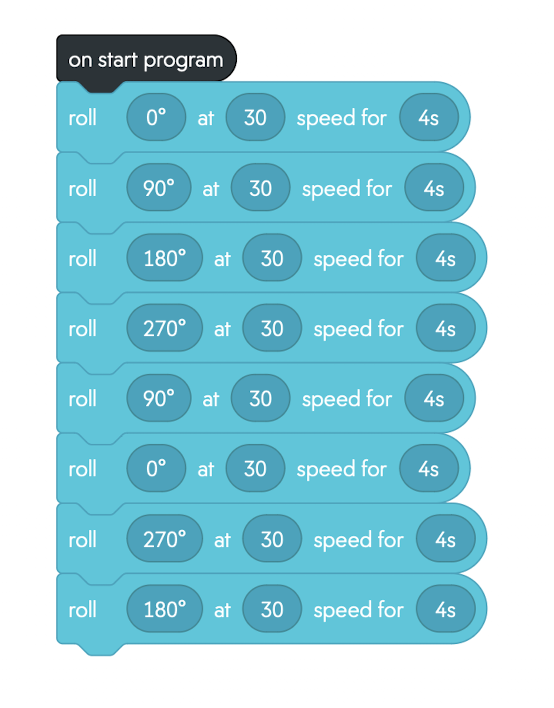 on start program
roll 0° at 30 speed for 4s
roll 90° at 30 speed for 4s
roll 180° at 30 speed for 4s
roll 270° at 30 speed for 4s
roll 90° at 30 speed for 4s
roll 0° at 30 speed for 4s
roll 270° at 30 speed for 4s
roll 180° at 30 speed for 4s